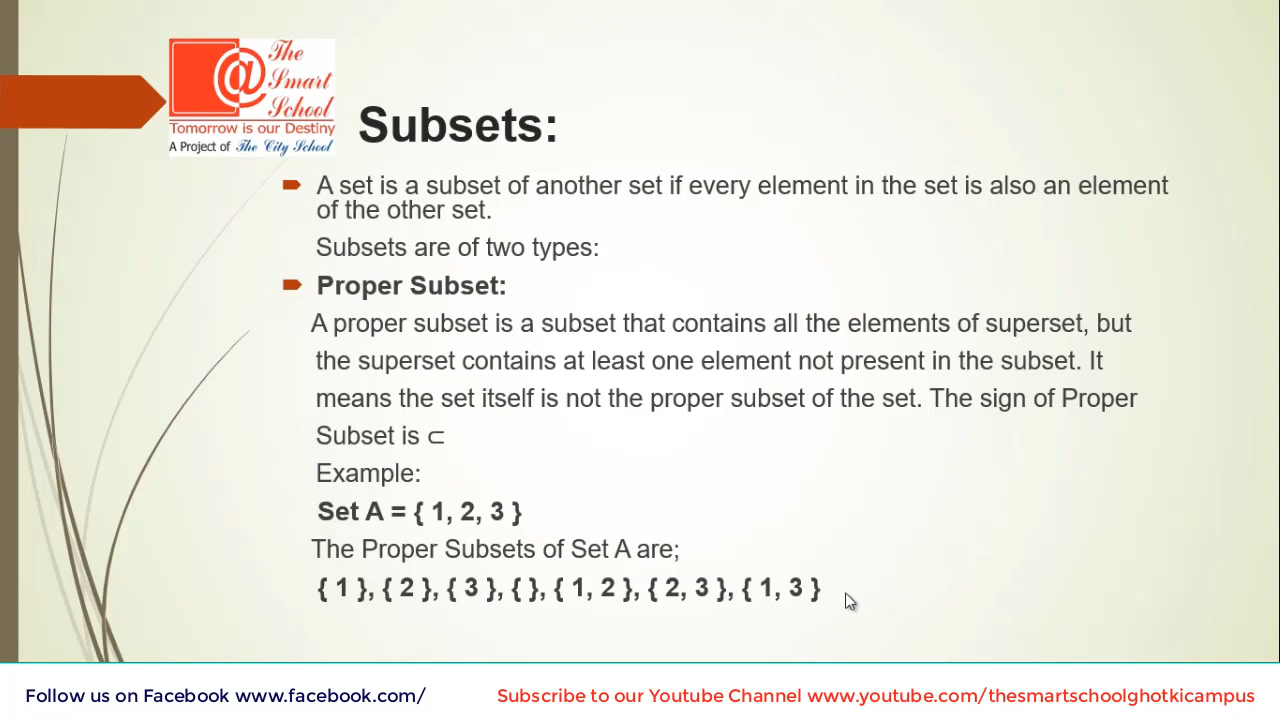 The
Smart
School
Tomorrow is our Destiny
A Project of The City School
Subsets:
A set is a subset of another set if every element in the set is also an element
of the other set.
Subsets are of two types:
Proper Subset:
A proper subset is a subset that contains all the elements of superset, but
the superset contains at least one element not present in the subset. It
means the set itself is not the proper subset of the set. The sign of Proper
Subset is ⊂
Example:
Set A = { 1, 2, 3 }
The Proper Subsets of Set A are;
{ 1 }, { 2 }, { 3 }, { }, { 1, 2 }, { 2, 3 }, { 1, 3 }
Follow us on Facebook www.facebook.com/
Subscribe to our Youtube Channel www.youtube.com/thesmartschoolghotkicampus